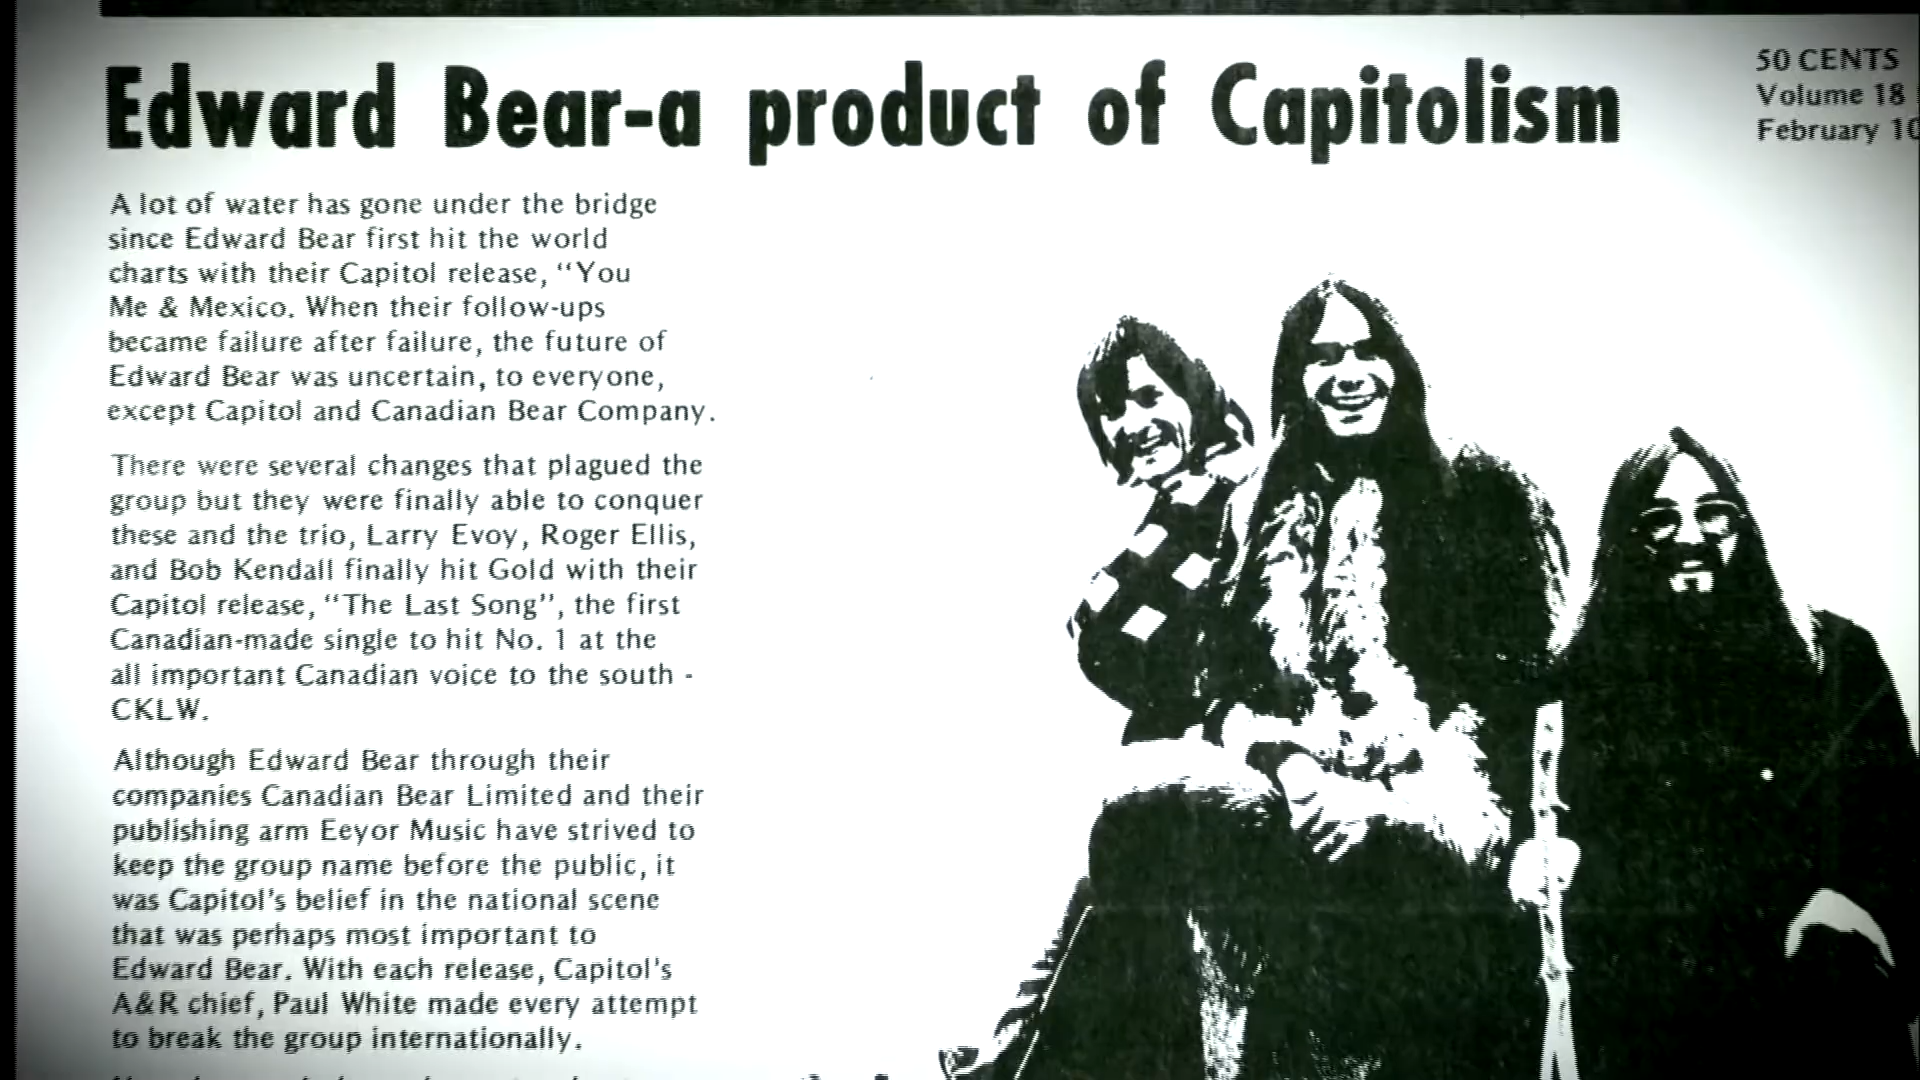 Edward Bear-a product of Capitolism
50 CENTS
Volume 18
February 10
A lot of water has gone under the bridge
since Edward Bear first hit the world
charts with their Capitol release, “You
Me & Mexico. When their follow-ups
became failure after failure, the future of
Edward Bear was uncertain, to everyone,
except Capitol and Canadian Bear Company.
There were several changes that plagued the
group but they were finally able to conquer
these and the trio, Larry Evoy, Roger Ellis,
and Bob Kendall finally hit Gold with their
Capitol release, “The Last Song”, the first
Canadian-made single to hit No. 1 at the
all important Canadian voice to the south -
CKLW.
Although Edward Bear through their
companies Canadian Bear Limited and their
publishing arm Eeyor Music have strived to
keep the group name before the public, it
was Capitol's belief in the national scene
that was perhaps most important to
Edward Bear. With each release, Capitol's
A&R chief, Paul White made every attempt
to break the group internationally.